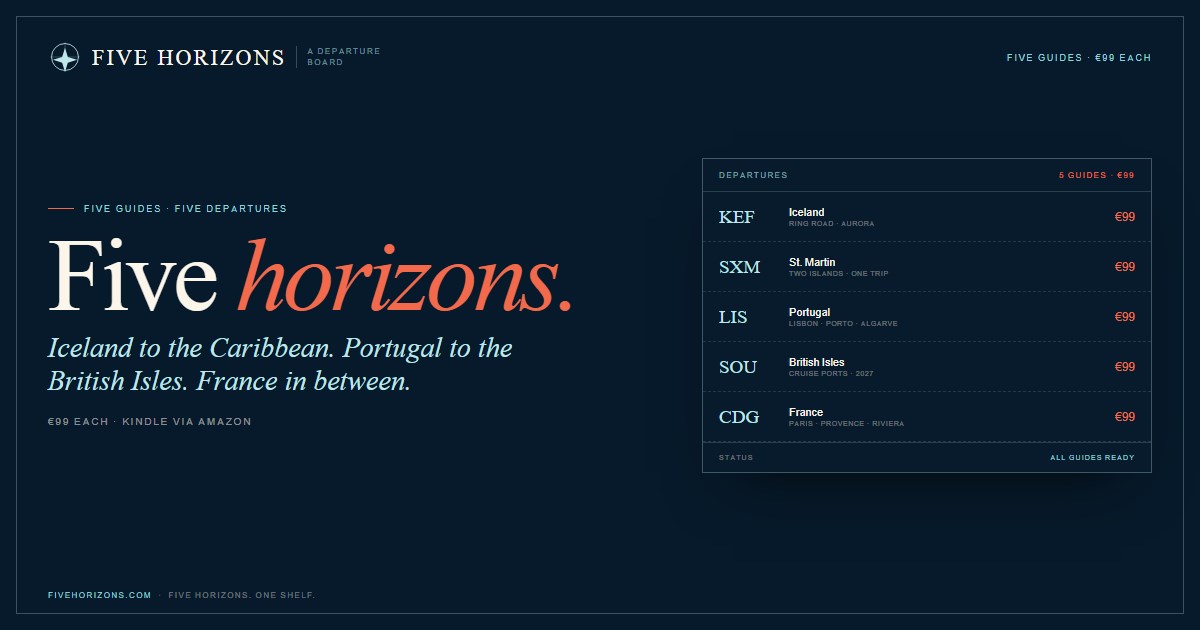 FIVE HORIZONS
A DEPARTURE
BOARD
FIVE GUIDES · €99 EACH
FIVE GUIDES · FIVE DEPARTURES
Five horizons.
Iceland to the Caribbean. Portugal to the
British Isles. France in between.
€99 EACH · KINDLE VIA AMAZON
DEPARTURES
5 GUIDES · €99
KEF
Iceland
RING ROAD · AURORA
€99
SXM
St. Martin
TWO ISLANDS · ONE TRIP
€99
LIS
Portugal
LISBON · PORTO · ALGARVE
€99
SOU
British Isles
CRUISE PORTS · 2027
€99
CDG
France
PARIS · PROVENCE · RIVIERA
€99
STATUS
ALL GUIDES READY
FIVEHORIZONS.COM · FIVE HORIZONS. ONE SHELF.